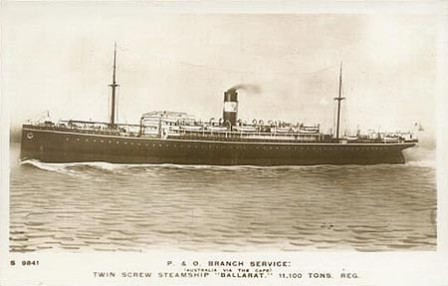 S 9841
P. & O. BRANCH SERVICE:
(AUSTRALIA VIA THE CAPE)
TWIN SCREW STEAMSHIP "BALLARAT." 11,100 TONS. REG.